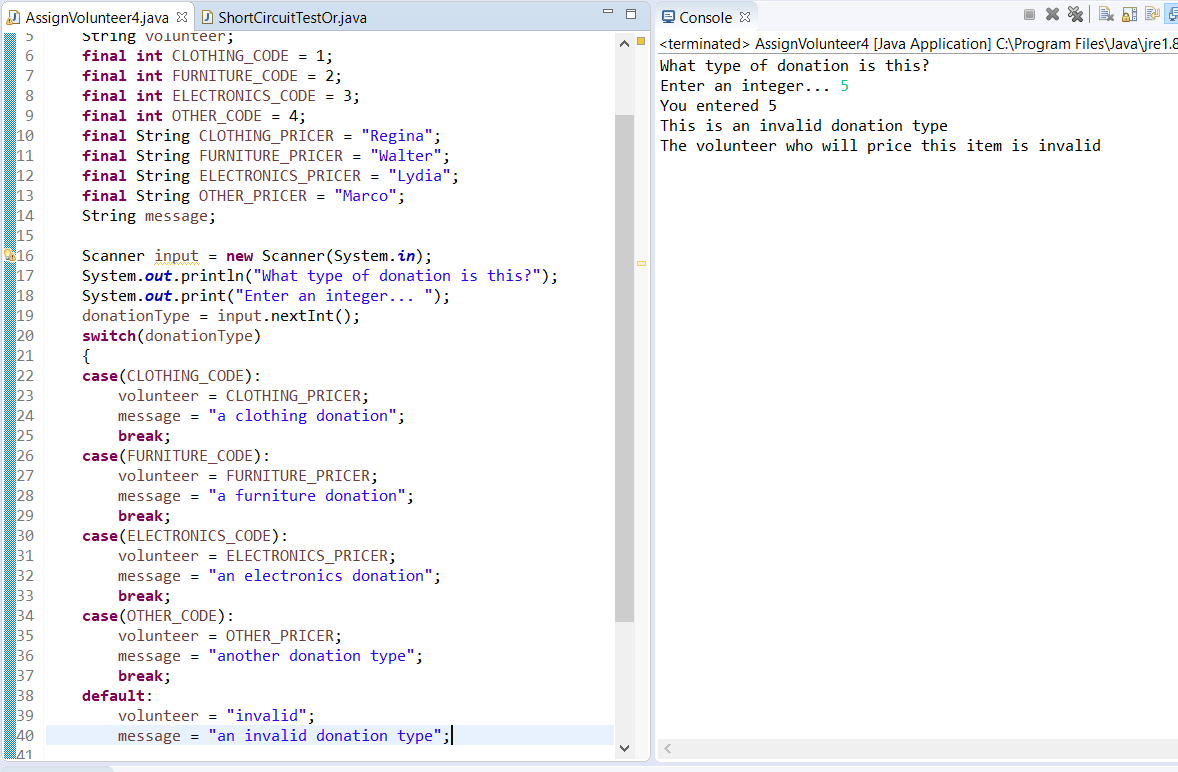 AssignVolunteer4.java
ShortCircuitTestOr.java
5 String volunteer;
6 final int CLOTHING_CODE = 1;
7 final int FURNITURE_CODE = 2;
8 final int ELECTRONICS_CODE = 3;
9 final int OTHER_CODE = 4;
10 final String CLOTHING_PRICER = "Regina";
11 final String FURNITURE_PRICER = "Walter";
12 final String ELECTRONICS_PRICER = "Lydia";
13 final String OTHER_PRICER = "Marco";
14 String message;
15
16 Scanner input = new Scanner(System.in);
17 System.out.println("What type of donation is this?");
18 System.out.print("Enter an integer... ");
19 donationType = input.nextInt();
20 switch(donationType)
21 {
22 case(CLOTHING_CODE):
23 volunteer = CLOTHING_PRICER;
24 message = "a clothing donation";
25 break;
26 case(FURNITURE_CODE):
27 volunteer = FURNITURE_PRICER;
28 message = "a furniture donation";
29 break;
30 case(ELECTRONICS_CODE):
31 volunteer = ELECTRONICS_PRICER;
32 message = "an electronics donation";
33 break;
34 case(OTHER_CODE):
35 volunteer = OTHER_PRICER;
36 message = "another donation type";
37 break;
38 default:
39 volunteer = "invalid";
40 message = "an invalid donation type";
41
Console
<terminated> AssignVolunteer4 [Java Application] C:\Program Files\Java\jre1.8
What type of donation is this?
Enter an integer... 5
You entered 5
This is an invalid donation type
The volunteer who will price this item is invalid